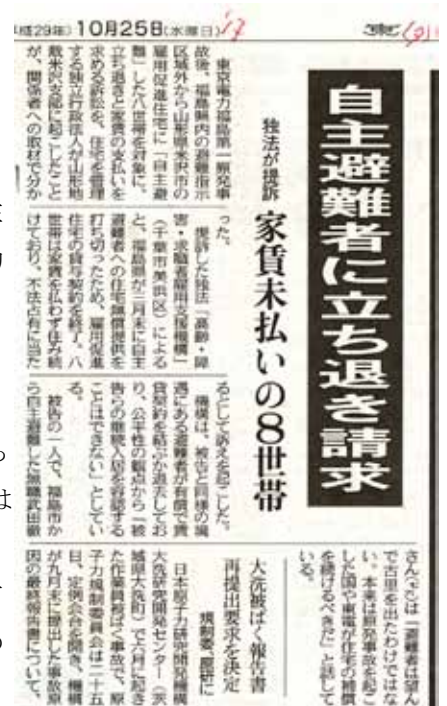 成29年）10月25日（水曜日）
'17
自主避難者に立ち退き請求
独法が提訴
家賃未払いの8世帯
東京電力福島第一原発事
故後、福島県内の避難指示
区域外から山形県米沢市の
雇用促進住宅に「自主避
難」した八世帯を対象に、
立ち退きと家賃の支払いを
求める訴訟を、住宅を管理
する独立行政法人が山形地
裁米沢支部に起こしたこと
が、関係者への取材で分か
った。
提訴した独法「高齢・障
害・求職者雇用支援機構」
（千葉市美浜区）による
と、福島県が三月末に自主
避難者への住宅無償提供を
打ち切ったため、雇用促進
住宅の貸与契約を終了。八
世帯は家賃を払わず住み続
けており、不法占有に当た
るとして訴えを起こした。
機構は、被告と同様の境
遇にある避難者が有償で賃
貸契約を結ぶか退去してお
り、公平性の観点から「被
告らの継続入居を容認する
ことはできない」としてい
る。
被告の一人で、福島市か
ら自主避難した無職武田徹
さん（
）は「避難者は望ん
で古里を出たわけではな
い。本来は原発事故を起こ
した国や東電が住宅の補償
を続けるべきだ」と話して
いる。
大洗被ばく報告書
再提出要求を決定
規制委、原研に
日本原子力研究開発機構
大洗研究開発センター（茨
城県大洗町）で六月に起き
た作業員被ばく事故で、原
子力規制委員会は二十五
日、定例会合を開き、機構
が九月末に提出した事故原
因の最終報告書について、
は